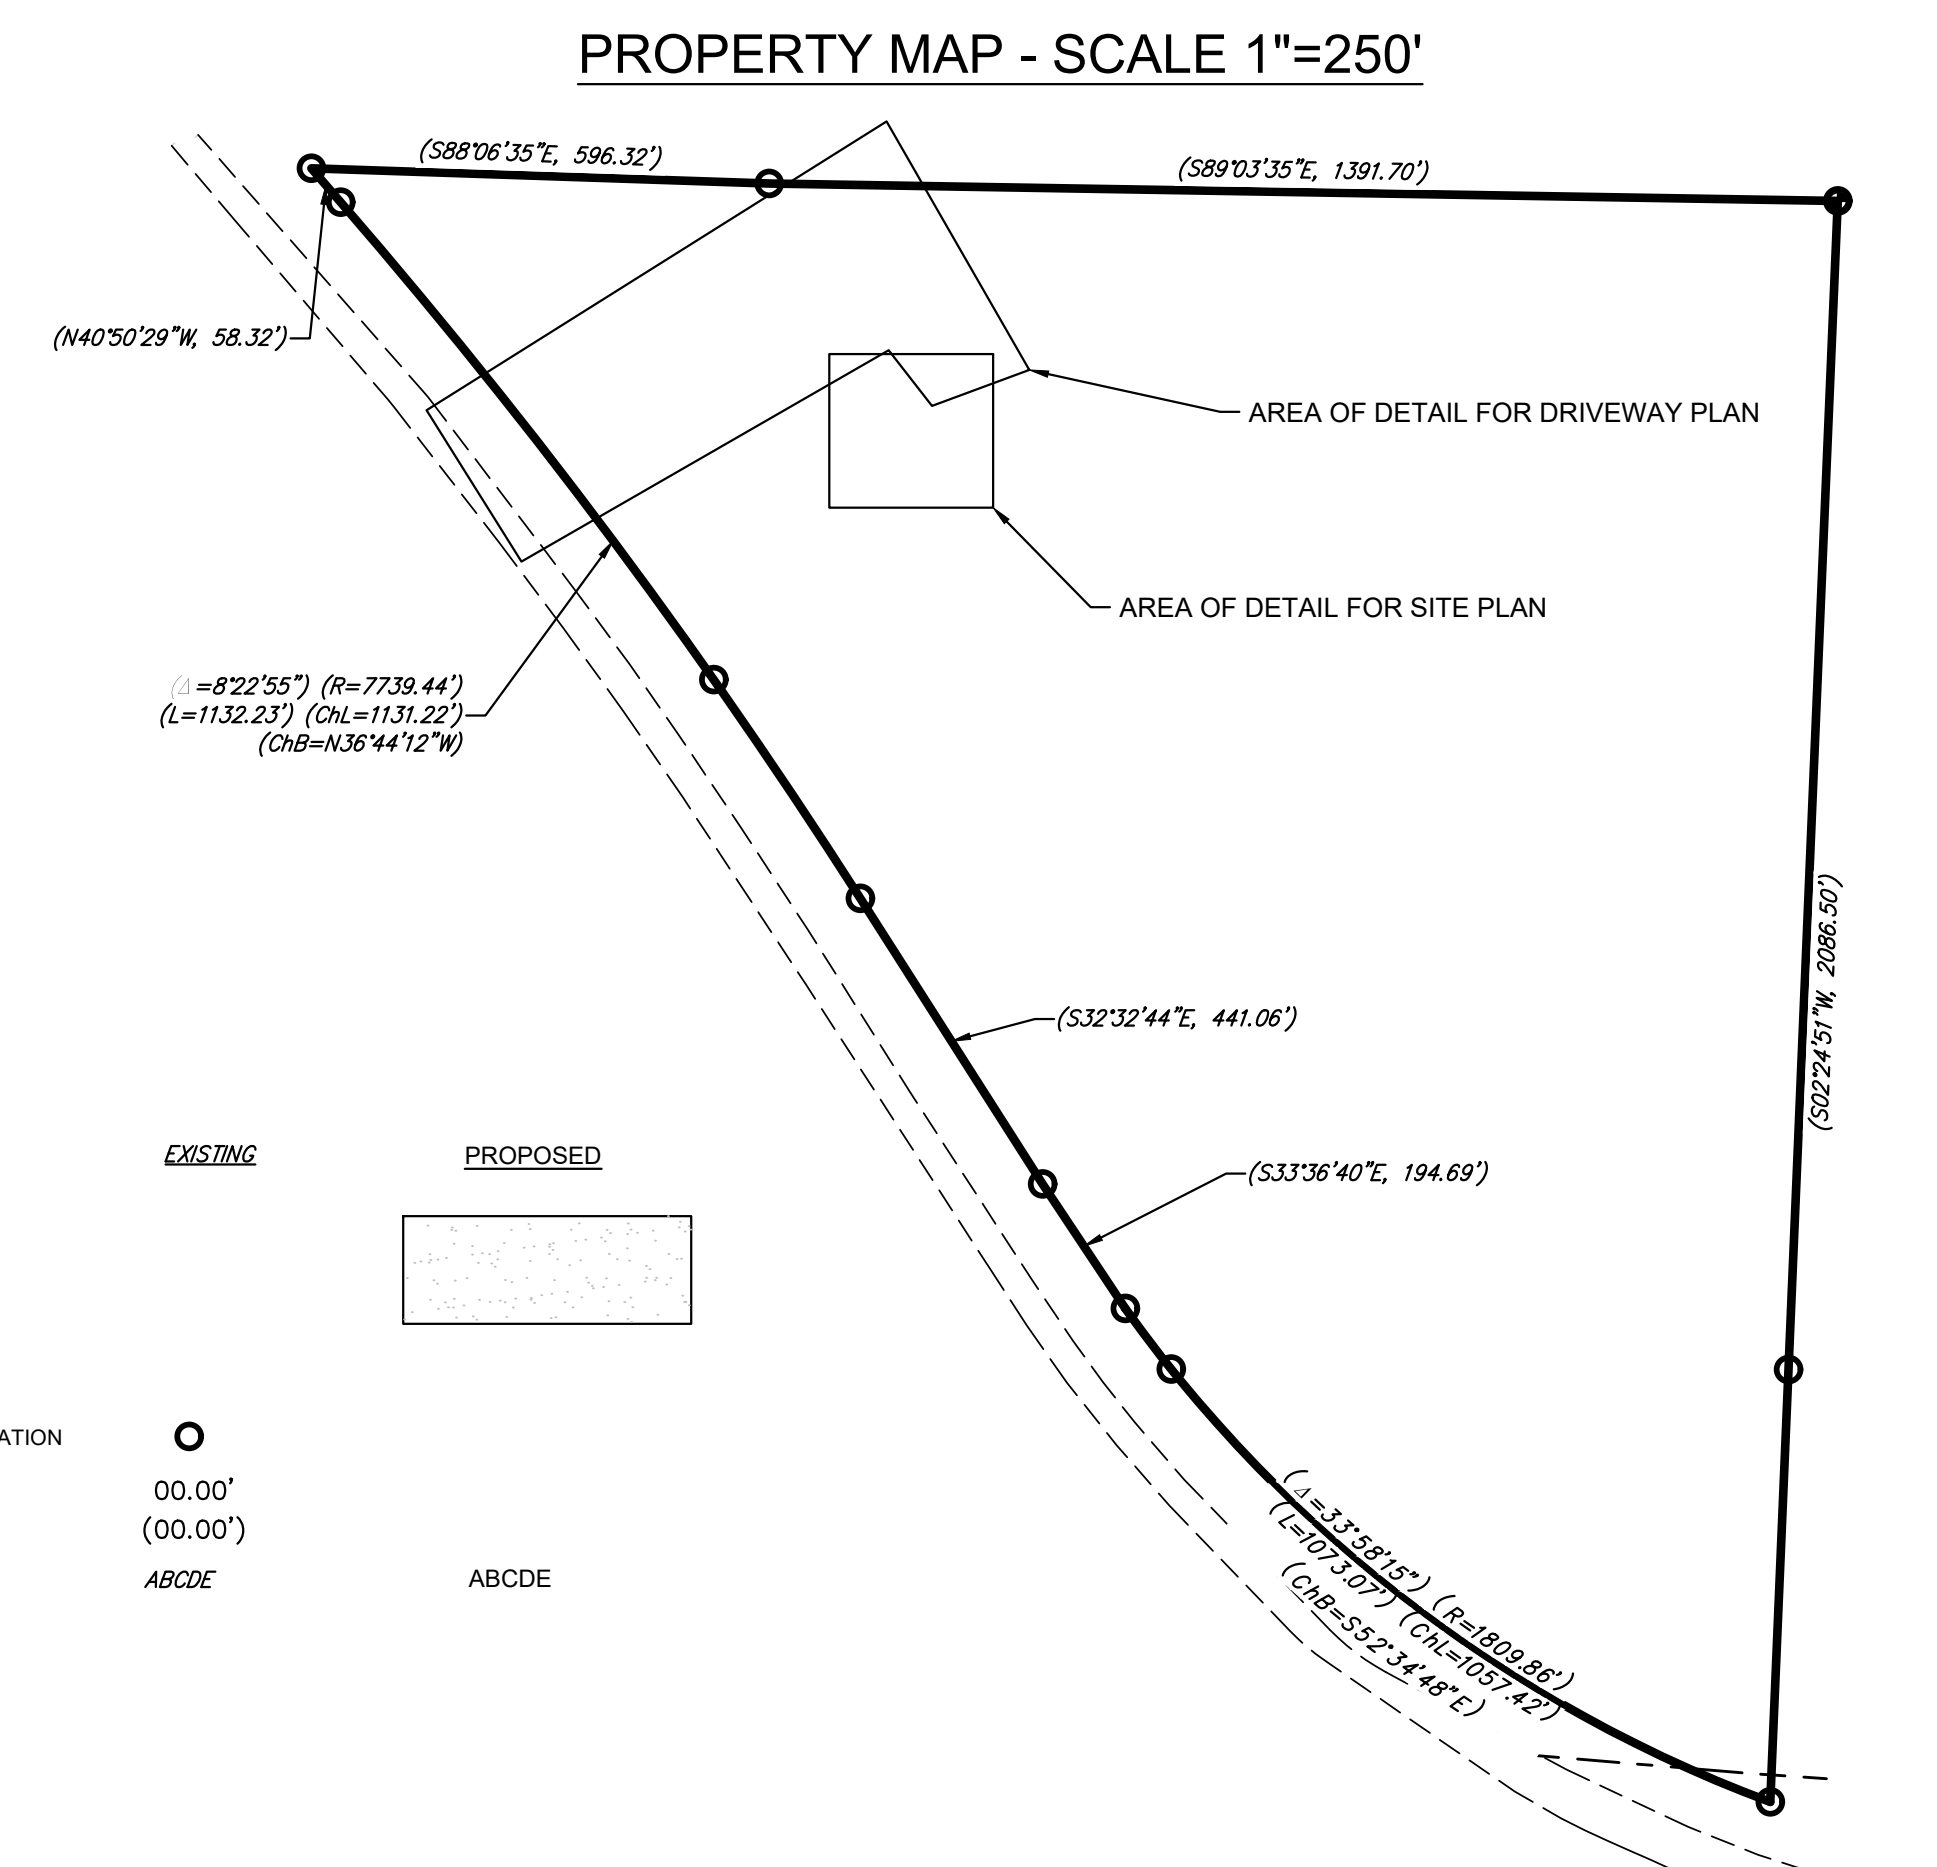 PROPERTY MAP - SCALE 1"=250'
(S88°06'35"E, 596.32')
(S89°03'35"E, 1391.70')
(N40°50'29"W, 58.32')
AREA OF DETAIL FOR DRIVEWAY PLAN
AREA OF DETAIL FOR SITE PLAN
(Δ=8°22'55") (R=7739.44')
(L=1132.23') (ChL=1131.22')
(ChB=N36°44'12"W)
(S02°24'51"W, 2086.50')
(S32°32'44"E, 441.06')
EXISTING
PROPOSED
(S33°36'40"E, 194.69')
ATION
00.00'
(00.00')
ABCDE
ABCDE
(Δ=33°58'15") (R=1809.86')
(L=1073.07') (ChL=1057.42')
(ChB=S52°34'48"E)